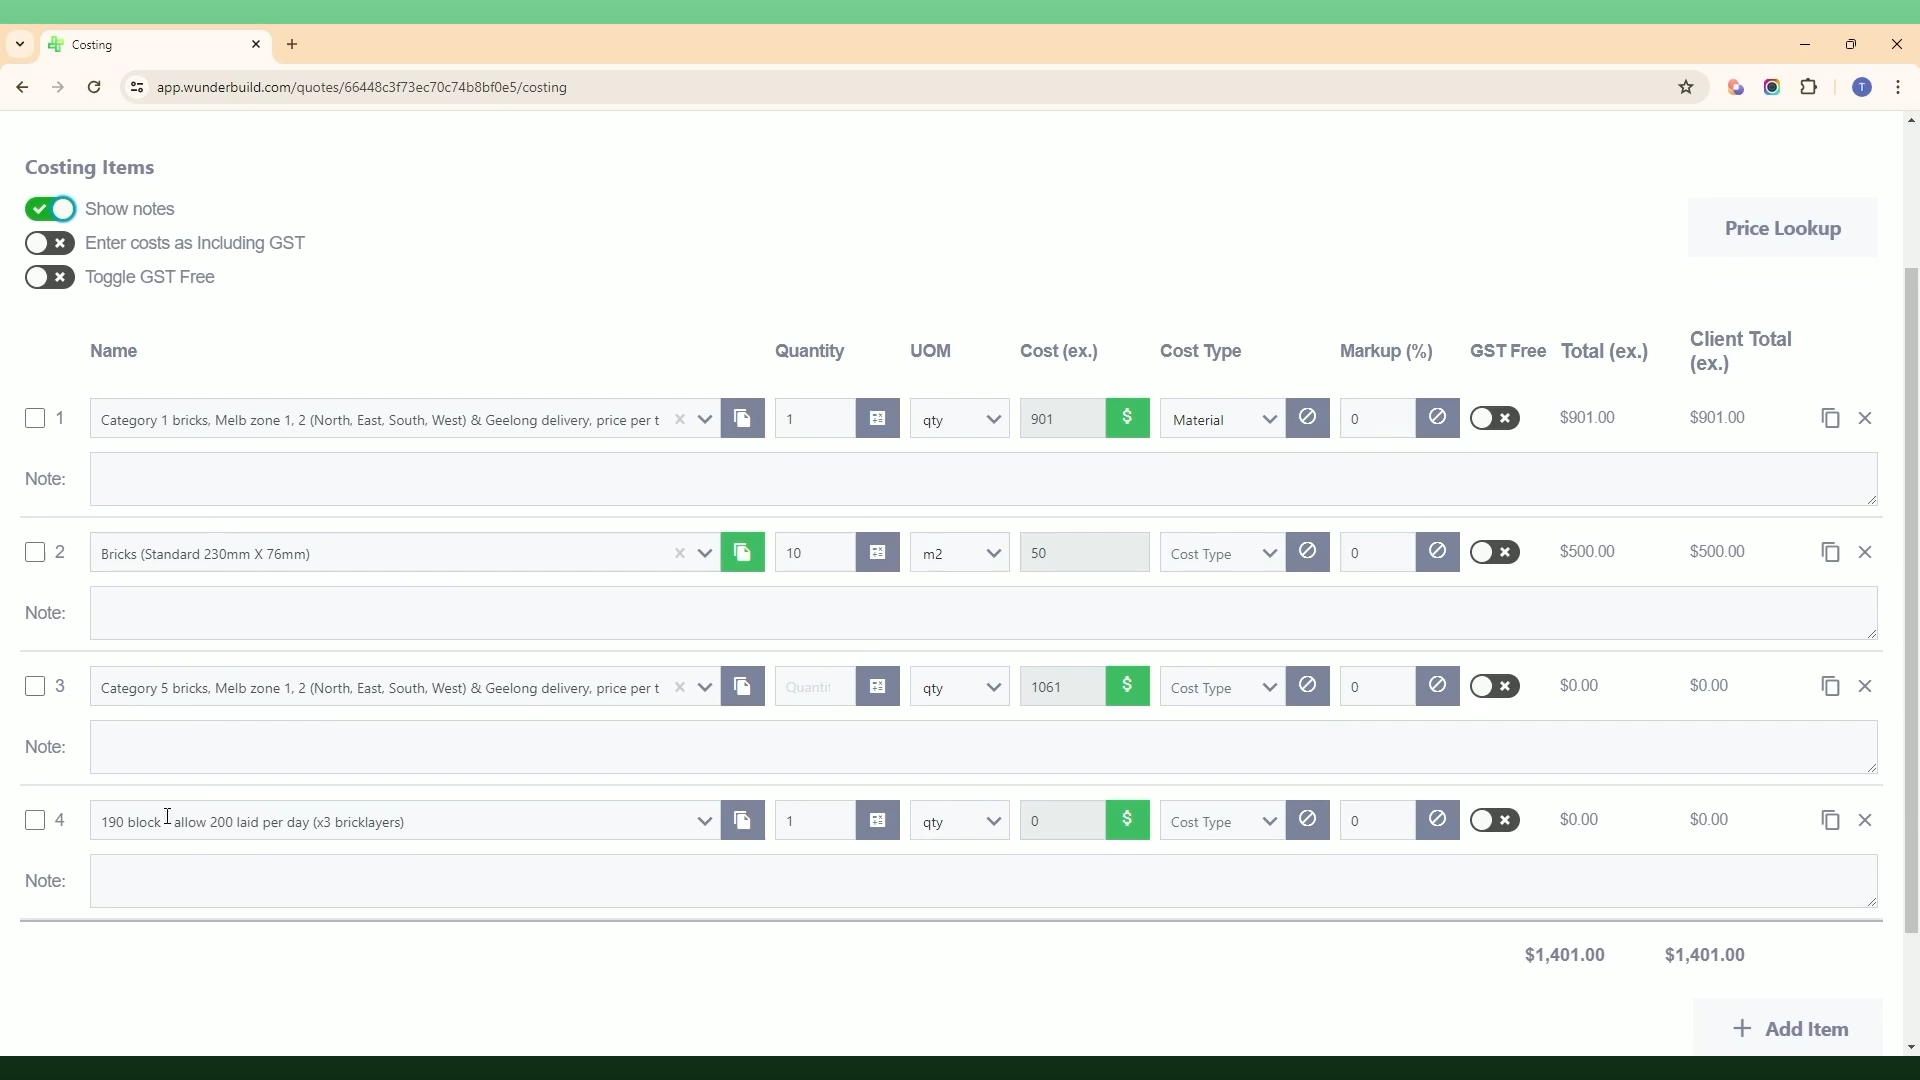 Costing
app.wunderbuild.com/quotes/66448c3f73ec70c74b8bf0e5/costing
T
Costing Items
Show notes
Enter costs as Including GST
Toggle GST Free
Price Lookup
Name Quantity UOM Cost (ex.) Cost Type Markup (%) GST Free Total (ex.) Client Total (ex.)
1 Category 1 bricks, Melb zone 1, 2 (North, East, South, West) & Geelong delivery, price per t 1 qty 901 $ Material 0 $901.00 $901.00
Note:
2 Bricks (Standard 230mm X 76mm) 10 m2 50 Cost Type 0 $500.00 $500.00
Note:
3 Category 5 bricks, Melb zone 1, 2 (North, East, South, West) & Geelong delivery, price per t Quantit qty 1061 $ Cost Type 0 $0.00 $0.00
Note:
4 190 block allow 200 laid per day (x3 bricklayers) 1 qty 0 $ Cost Type 0 $0.00 $0.00
Note:
$1,401.00 $1,401.00
+ Add Item